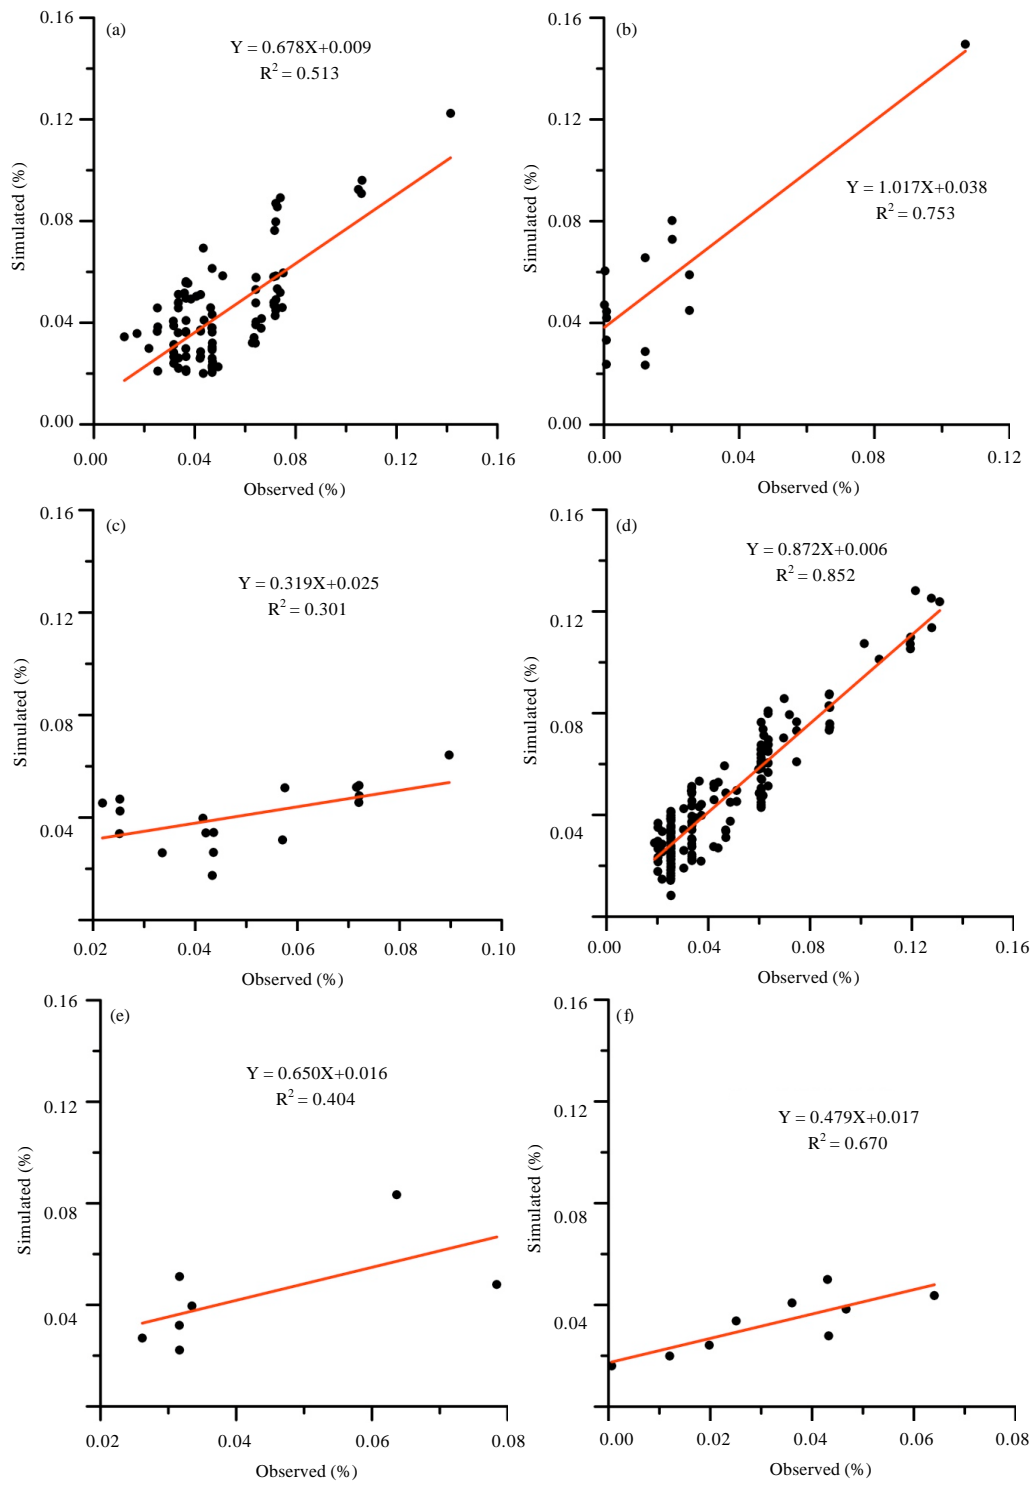 (a)
Y = 0.678X+0.009
R² = 0.513
0.16
0.12
0.08
0.04
0.00
Simulated (%)
0.00 0.04 0.08 0.12 0.16
Observed (%)
(b)
Y = 1.017X+0.038
R² = 0.753
0.16
0.12
0.08
0.04
0.00
Simulated (%)
0.00 0.04 0.08 0.12
Observed (%)
(c)
Y = 0.319X+0.025
R² = 0.301
0.16
0.12
0.08
0.04
Simulated (%)
0.02 0.04 0.06 0.08 0.10
Observed (%)
(d)
Y = 0.872X+0.006
R² = 0.852
0.16
0.12
0.08
0.04
Simulated (%)
0.00 0.04 0.08 0.12 0.16
Observed (%)
(e)
Y = 0.650X+0.016
R² = 0.404
0.16
0.12
0.08
0.04
Simulated (%)
0.02 0.04 0.06 0.08
Observed (%)
(f)
Y = 0.479X+0.017
R² = 0.670
0.16
0.12
0.08
0.04
Simulated (%)
0.00 0.02 0.04 0.06 0.08
Observed (%)